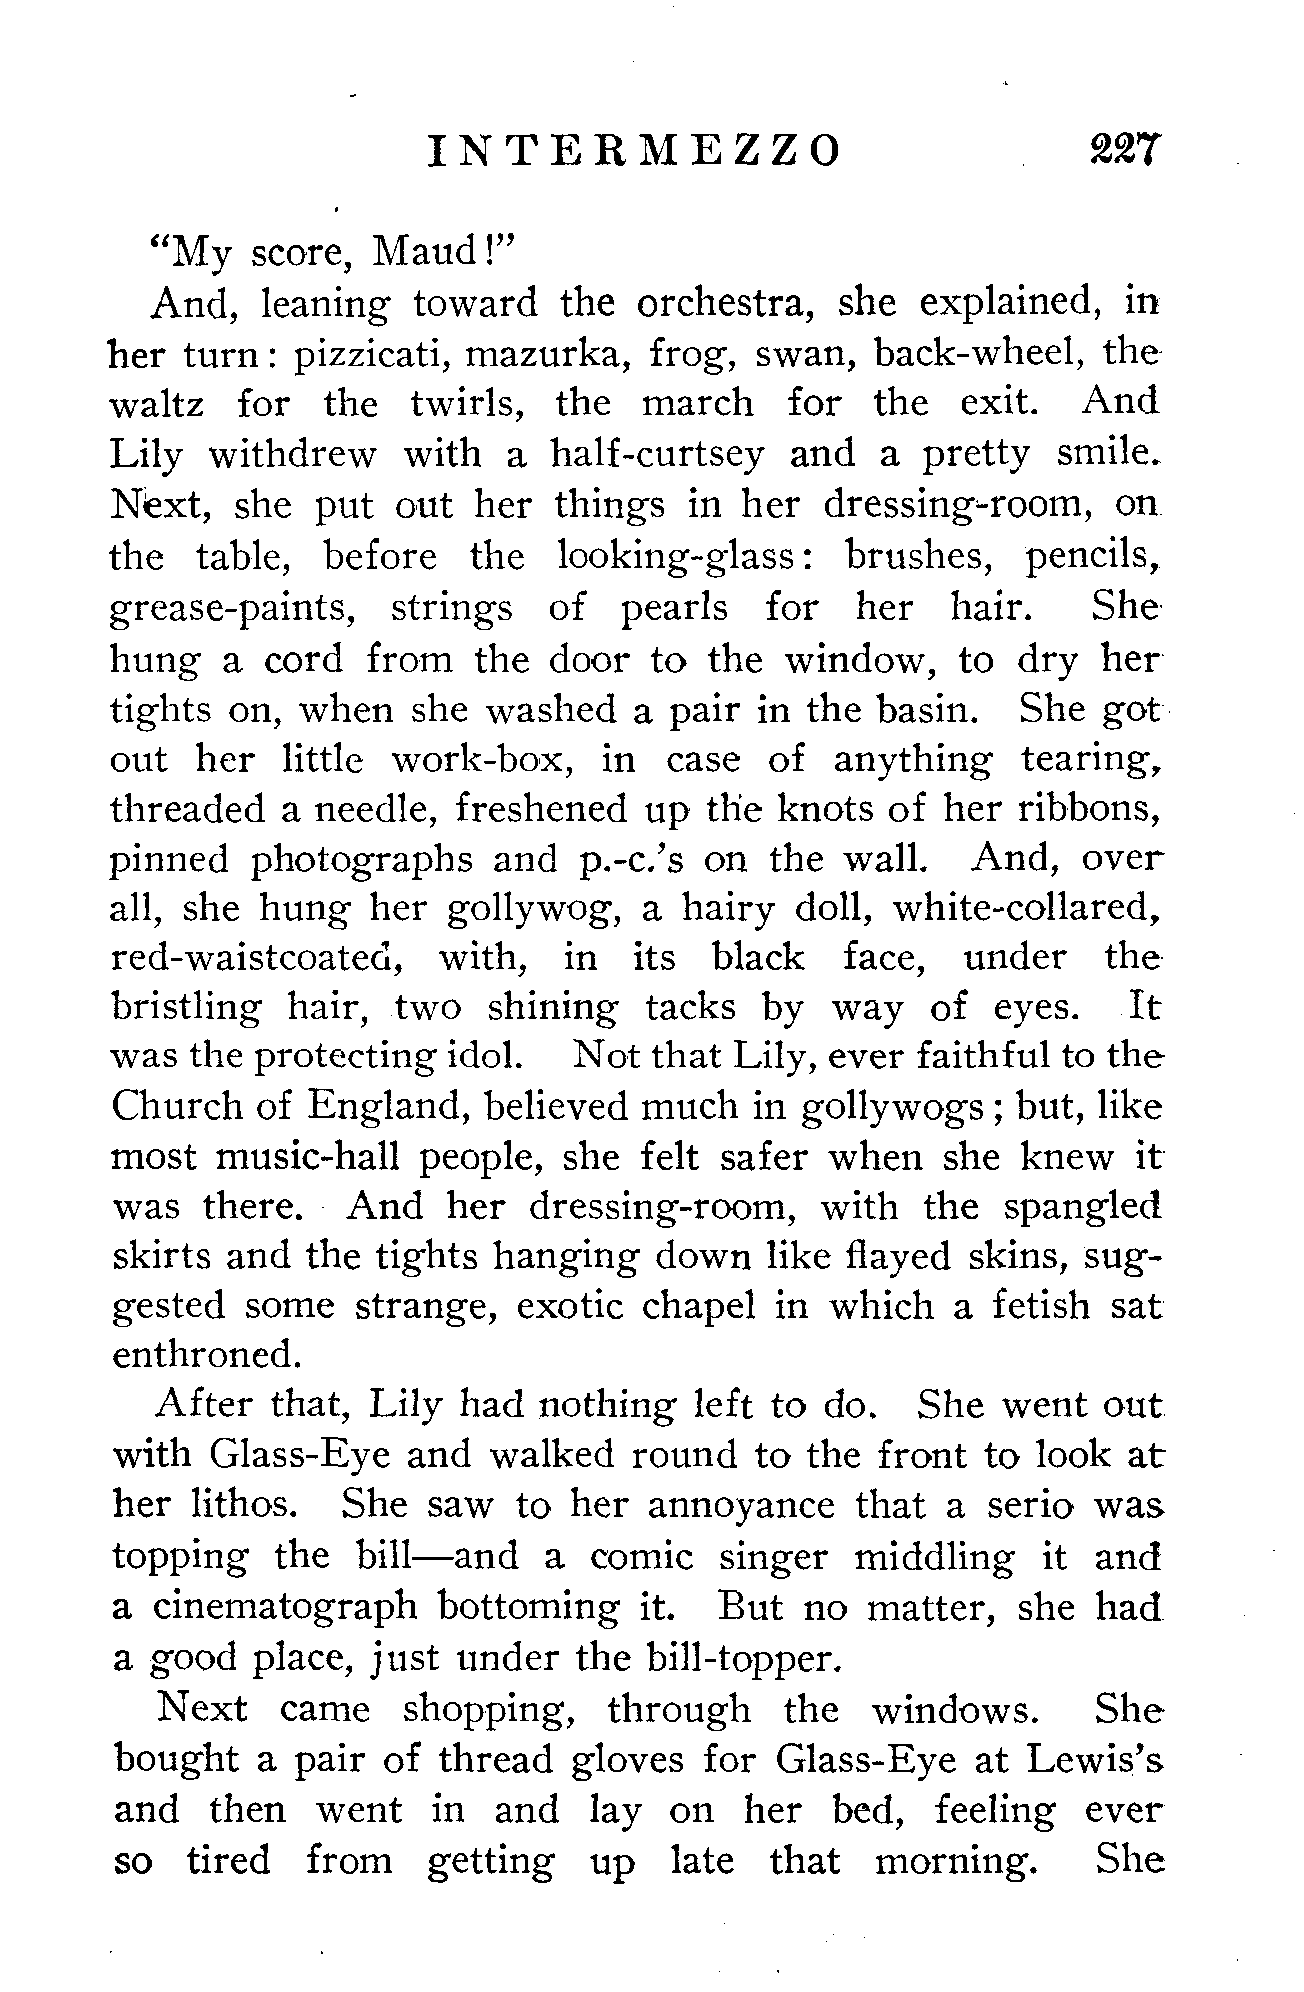 INTERMEZZO 227
"My score, Maud!"
And, leaning toward the orchestra, she explained, in
her turn: pizzicati, mazurka, frog, swan, back-wheel, the
waltz for the twirls, the march for the exit. And
Lily withdrew with a half-curtsey and a pretty smile.
Next, she put out her things in her dressing-room, on
the table, before the looking-glass: brushes, pencils,
grease-paints, strings of pearls for her hair. She
hung a cord from the door to the window, to dry her
tights on, when she washed a pair in the basin. She got
out her little work-box, in case of anything tearing,
threaded a needle, freshened up the knots of her ribbons,
pinned photographs and p.-c.'s on the wall. And, over
all, she hung her gollywog, a hairy doll, white-collared,
red-waistcoated, with, in its black face, under the
bristling hair, two shining tacks by way of eyes. It
was the protecting idol. Not that Lily, ever faithful to the
Church of England, believed much in gollywogs; but, like
most music-hall people, she felt safer when she knew it
was there. And her dressing-room, with the spangled
skirts and the tights hanging down like flayed skins, sug-
gested some strange, exotic chapel in which a fetish sat
enthroned.
After that, Lily had nothing left to do. She went out
with Glass-Eye and walked round to the front to look at
her lithos. She saw to her annoyance that a serio was
topping the bill—and a comic singer middling it and
a cinematograph bottoming it. But no matter, she had
a good place, just under the bill-topper.
Next came shopping, through the windows. She
bought a pair of thread gloves for Glass-Eye at Lewis's
and then went in and lay on her bed, feeling ever
so tired from getting up late that morning. She